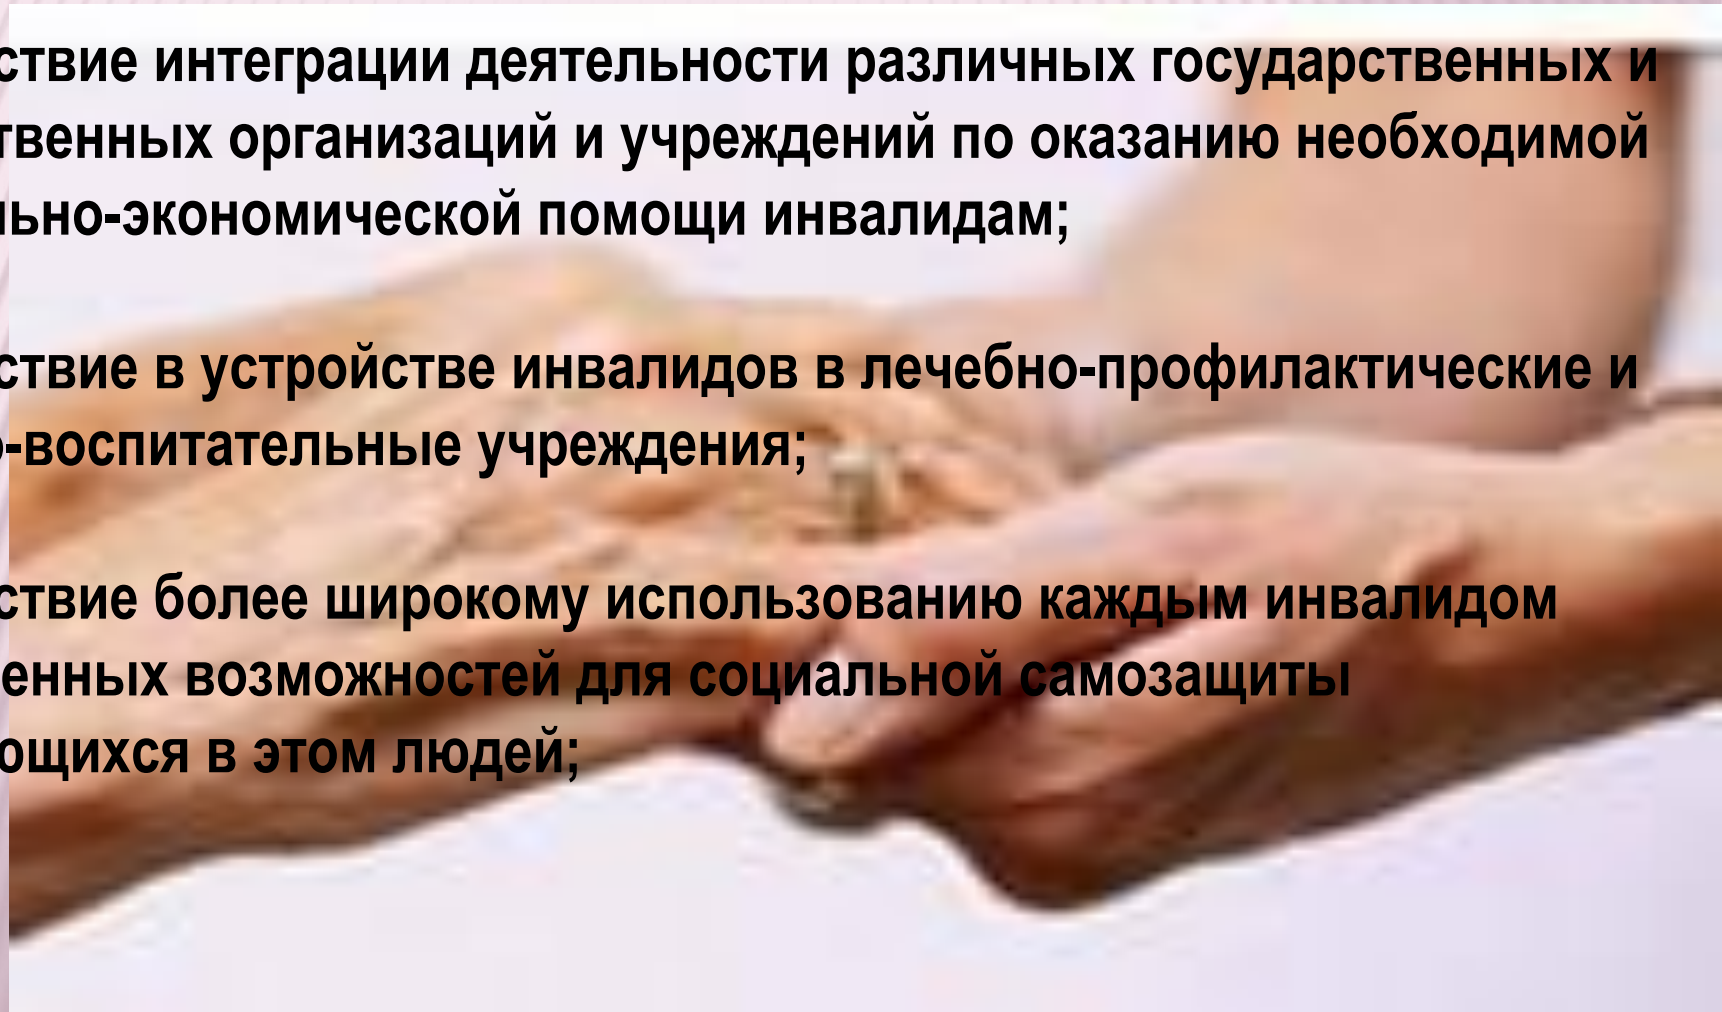 ствие интеграции деятельности различных государственных и
твенных организаций и учреждений по оказанию необходимой
льно-экономической помощи инвалидам;
ствие в устройстве инвалидов в лечебно-профилактические и
-воспитательные учреждения;
ствие более широкому использованию каждым инвалидом
енных возможностей для социальной самозащиты
ющихся в этом людей;